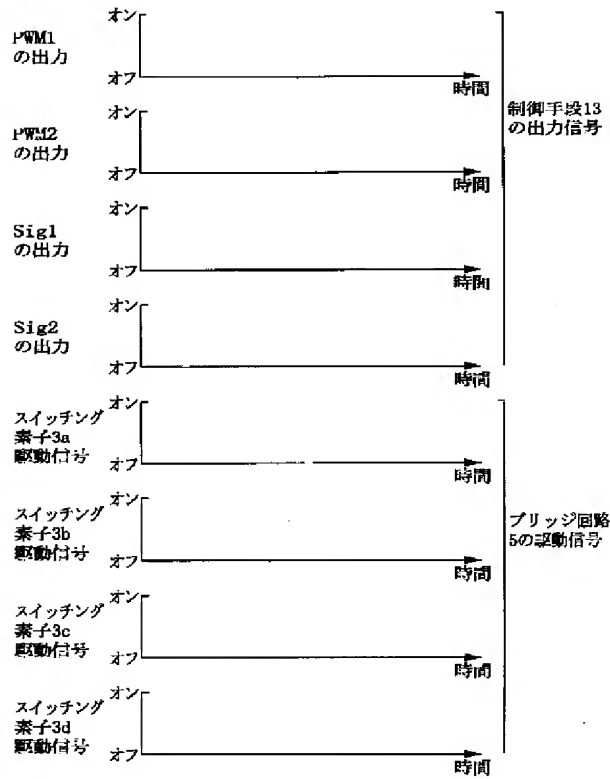 オン
PWM1
の出力
オフ
時間
オン
PWM2
の出力
オフ
時間
オン
Sig1
の出力
オフ
時間
オン
Sig2
の出力
オフ
時間
制御手段13
の出力信号
オン
スイッチング
素子3a
駆動信号
オフ
時間
オン
スイッチング
素子3b
駆動信号
オフ
時間
オン
スイッチング
素子3c
駆動信号
オフ
時間
オン
スイッチング
素子3d
駆動信号
オフ
時間
ブリッジ回路
5の駆動信号